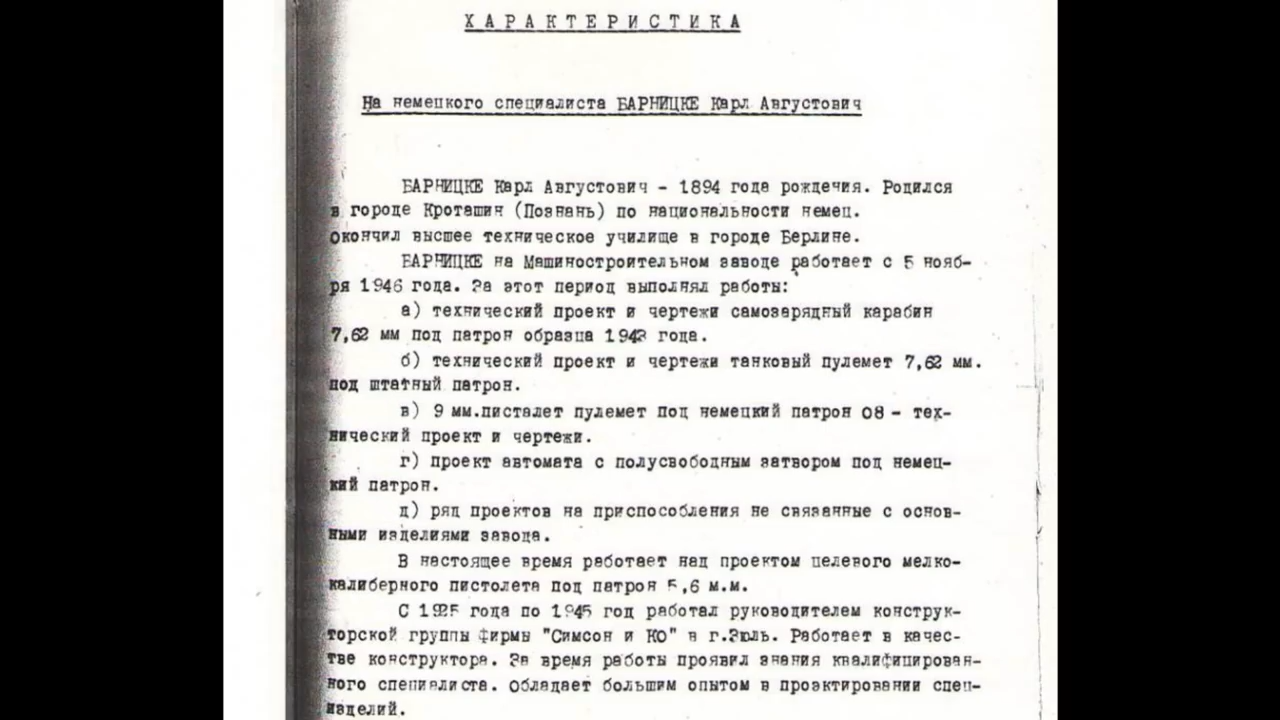 ХАРАКТЕРИСТИКА
На немецкого специалиста БАРНИЦКЕ Карл Августович
БАРНИЦКЕ Карл Августович - 1894 года рождения. Родился
в городе Кроташин (Познань) по национальности немец.
Окончил высшее техническое училище в городе Берлине.
БАРНИЦКЕ на Машиностроительном заводе работает с 5 нояб-
ря 1946 года. За этот период выполнял работы:
а) технический проект и чертежи самозарядный карабин
7,62 мм под патрон образца 1943 года.
б) технический проект и чертежи танковый пулемет 7,62 мм.
под штатный патрон.
в) 9 мм.писталет пулемет под немецкий патрон 08 - тех-
нический проект и чертежи.
г) проект автомата с полусвободным затвором под немец-
кий патрон.
д) ряд проектов на приспособления не связанные с основ-
ными изделиями завода.
В настоящее время работает над проектом целевого мелко-
калиберного пистолета под патрон 5,6 м.м.
С 1925 года по 1945 год работал руководителем конструк-
торской группы фирмы "Симсон и КО" в г.Зюль. Работает в качес-
тве конструктора. За время работы проявил знания квалифицирован-
ного специалиста. Обладает большим опытом в проэктировании спец-
изделий.